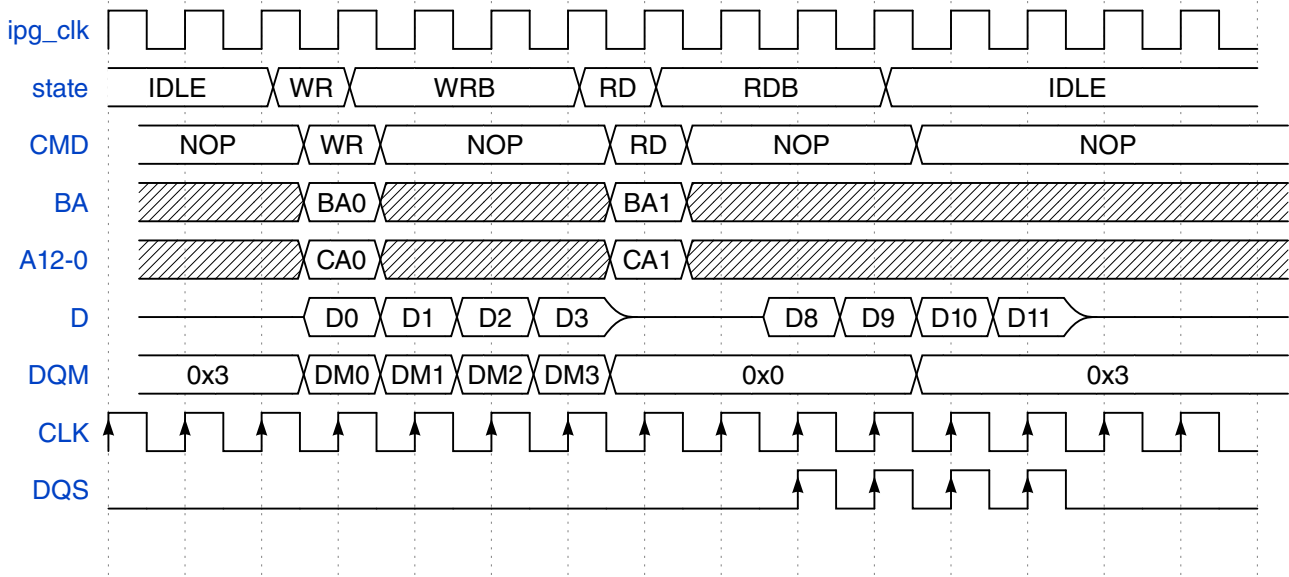 ipg_clk
state IDLE WR WRB RD RDB IDLE
CMD NOP WR NOP RD NOP NOP
BA BA0 BA1
A12-0 CA0 CA1
D D0 D1 D2 D3 D8 D9 D10 D11
DQM 0x3 DM0 DM1 DM2 DM3 0x0 0x3
CLK
DQS